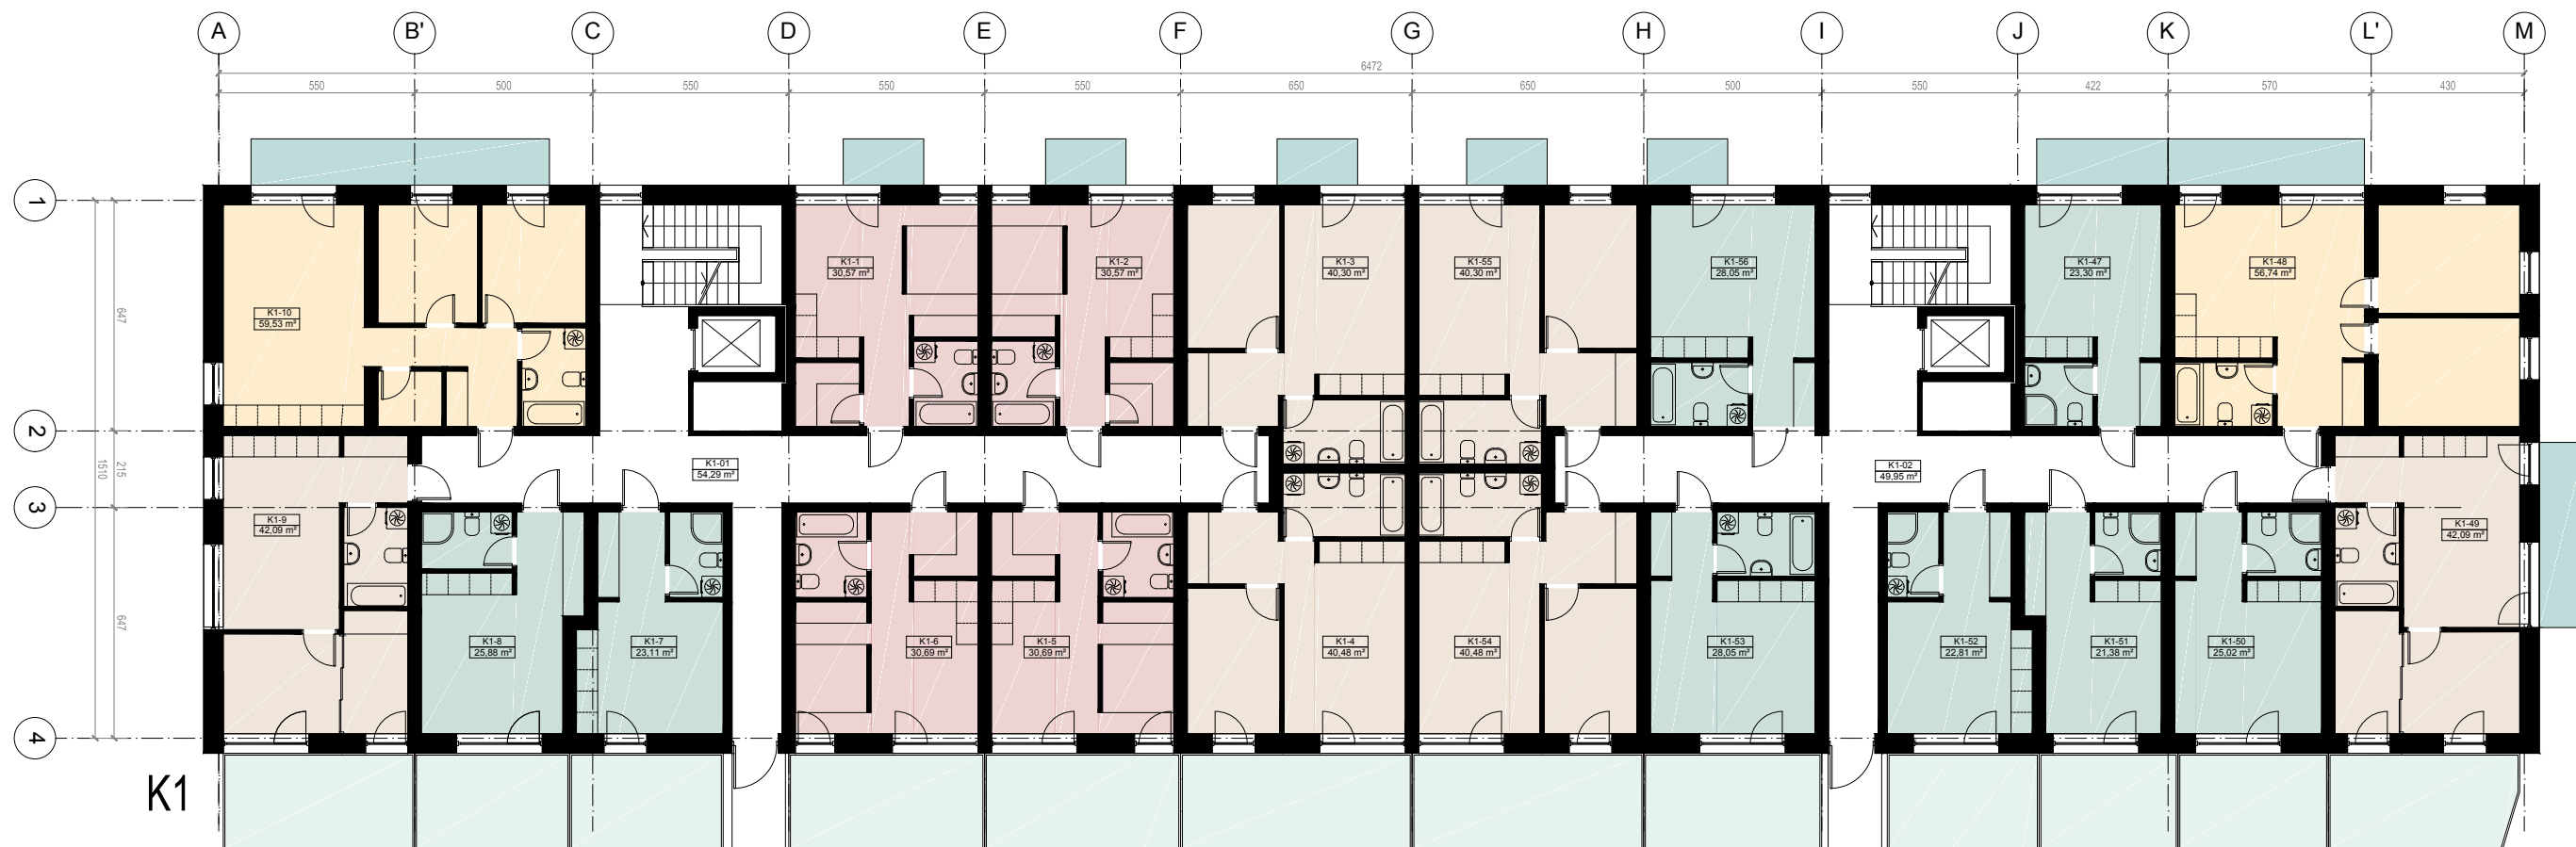 A B' C D E F G H I J K L' M
6472
550 500 550 550 550 650 650 500 550 422 570 430
1
2
3
4
647
215
647
1510
K1-10
59,53 m²
K1-1
30,57 m²
K1-2
30,57 m²
K1-3
40,30 m²
K1-55
40,30 m²
K1-56
28,05 m²
K1-47
23,30 m²
K1-48
56,74 m²
K1-01
54,29 m²
K1-02
49,95 m²
K1-9
42,09 m²
K1-49
42,09 m²
K1-8
25,88 m²
K1-7
23,11 m²
K1-6
30,69 m²
K1-5
30,69 m²
K1-4
40,48 m²
K1-54
40,48 m²
K1-53
28,05 m²
K1-52
22,81 m²
K1-51
21,38 m²
K1-50
25,02 m²
K1